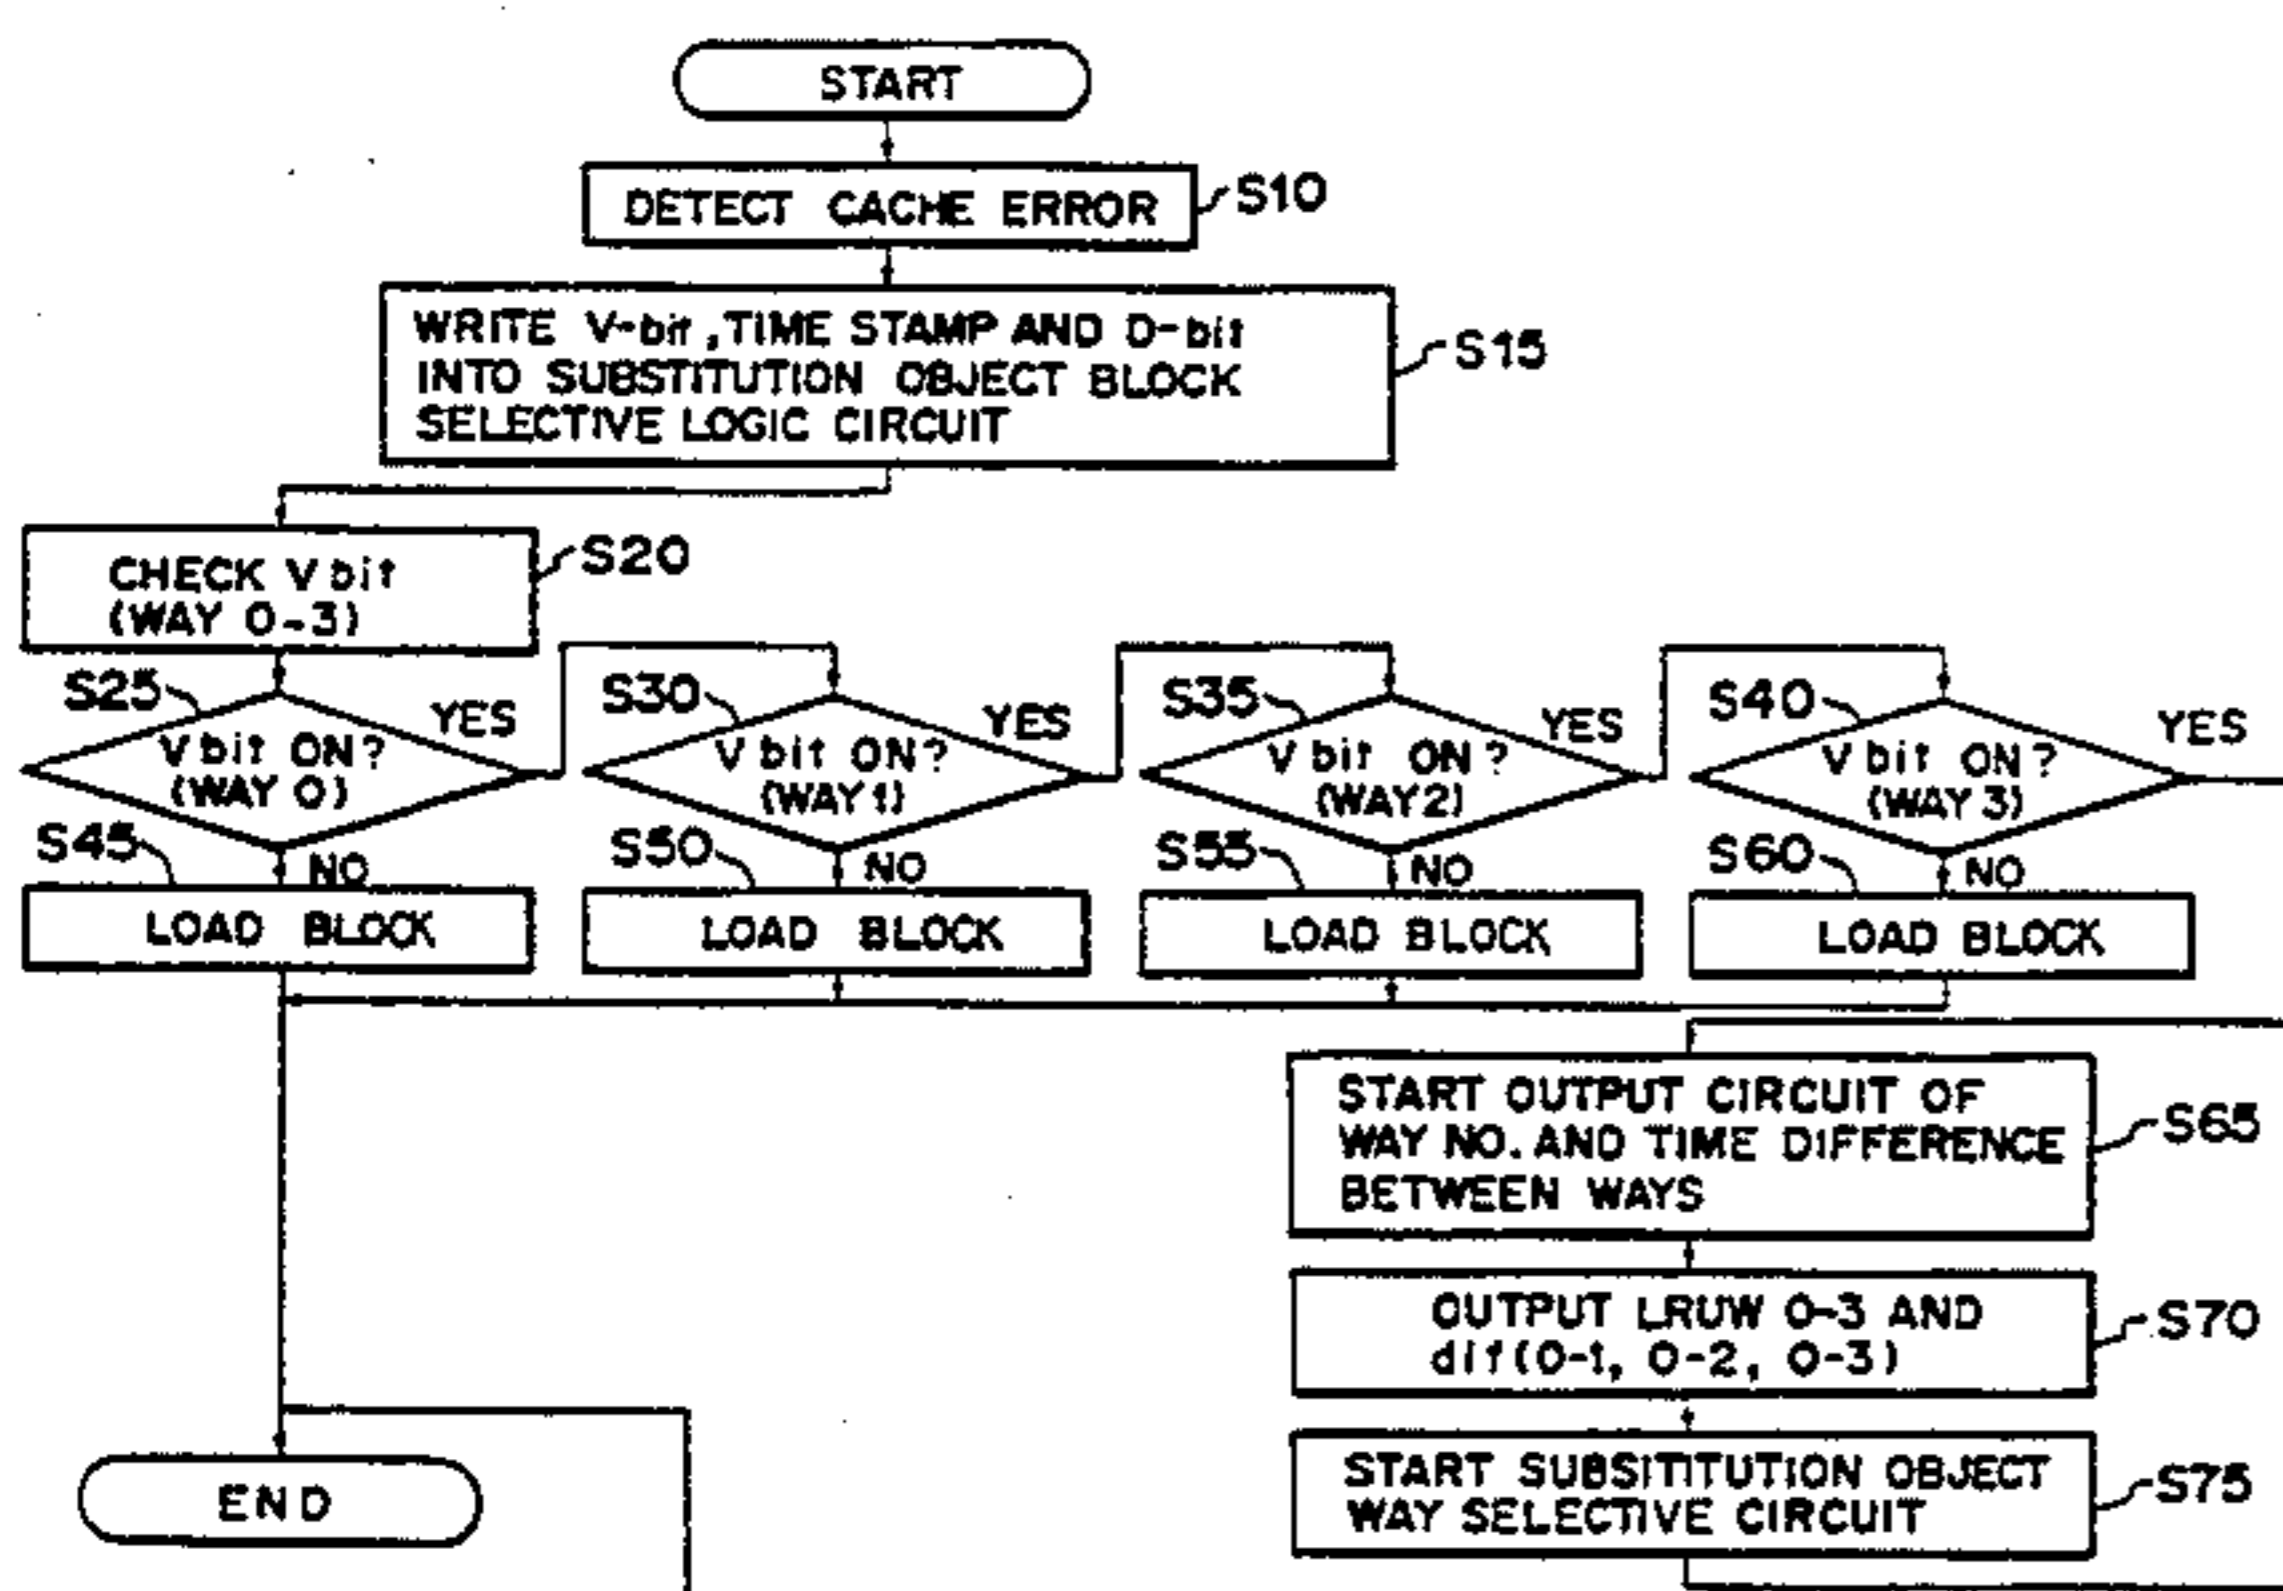 START
DETECT CACHE ERROR
S10
WRITE V-bit, TIME STAMP AND D-bit
INTO SUBSTITUTION OBJECT BLOCK
SELECTIVE LOGIC CIRCUIT
S15
CHECK V bit
(WAY 0-3)
S20
S25
V bit ON?
(WAY 0)
YES
NO
S30
V bit ON?
(WAY 1)
YES
NO
S35
V bit ON?
(WAY 2)
YES
NO
S40
V bit ON?
(WAY 3)
YES
NO
S45
LOAD BLOCK
S50
LOAD BLOCK
S55
LOAD BLOCK
S60
LOAD BLOCK
START OUTPUT CIRCUIT OF
WAY NO. AND TIME DIFFERENCE
BETWEEN WAYS
S65
OUTPUT LRUW 0-3 AND
dif(0-1, 0-2, 0-3)
S70
START SUBSITITUTION OBJECT
WAY SELECTIVE CIRCUIT
S75
END